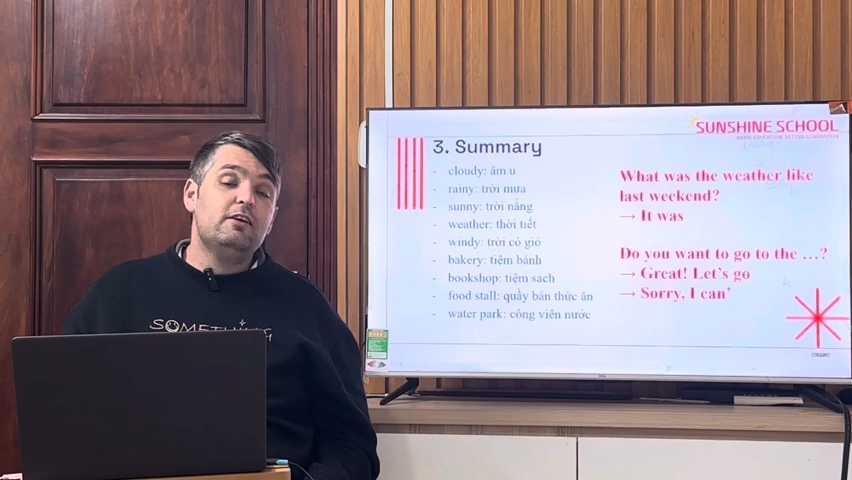 SUNSHINE SCHOOL
3. Summary
- cloudy: âm u
- rainy: trời mưa
- sunny: trời nắng
- weather: thời tiết
- windy: trời có gió
- bakery: tiệm bánh
- bookshop: tiệm sách
- food stall: quầy bán thức ăn
- water park: công viên nước
What was the weather like
last weekend?
→ It was
Do you want to go to the …?
→ Great! Let's go
→ Sorry, I can'
SOMETHING